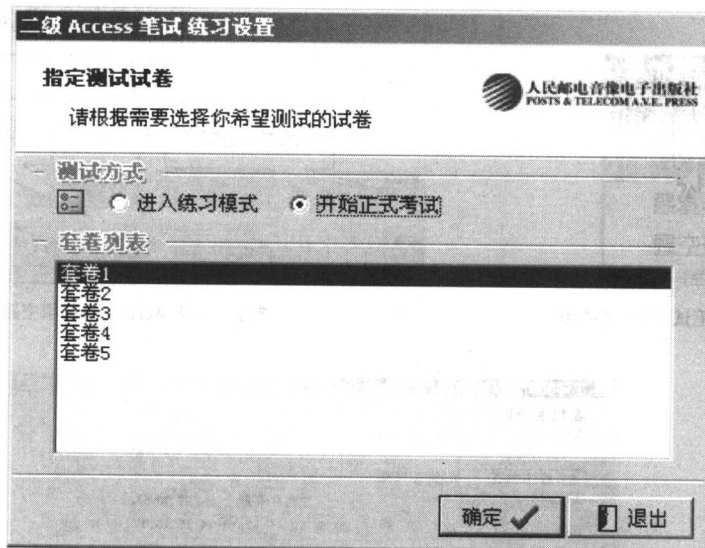 二级 Access 笔试 练习设置
指定测试试卷
请根据需要选择你希望测试的试卷
人民邮电音像电子出版社
POSTS & TELECOM A.V.E. PRESS
测试方式
进入练习模式 开始正式考试
套卷列表
套卷1
套卷2
套卷3
套卷4
套卷5
确定 退出